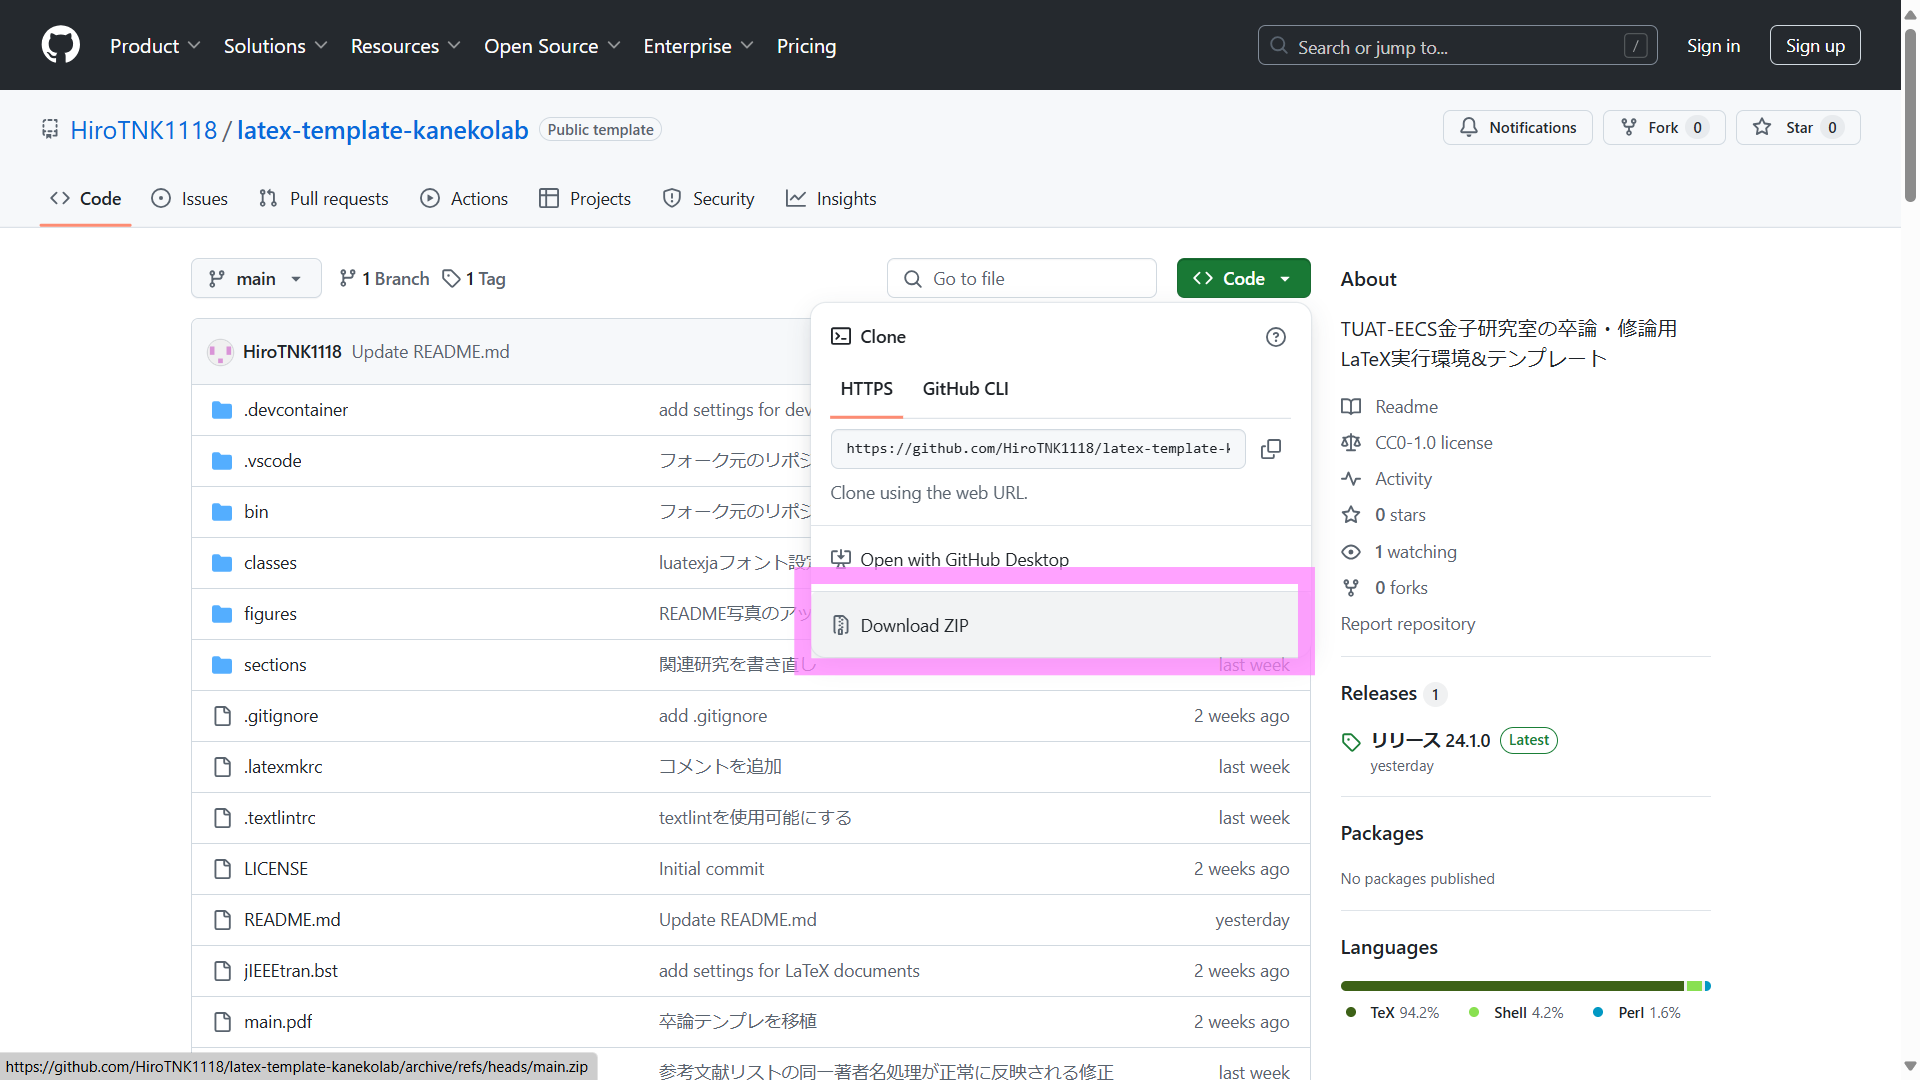 Product
Solutions
Resources
Open Source
Enterprise
Pricing
Search or jump to...
/
Sign in
Sign up
HiroTNK1118 / latex-template-kanekolab
Public template
Notifications
Fork 0
Star 0
Code
Issues
Pull requests
Actions
Projects
Security
Insights
main
1 Branch
1 Tag
Go to file
Code
HiroTNK1118 Update README.md
Clone
HTTPS
GitHub CLI
https://github.com/HiroTNK1118/latex-template-k
Clone using the web URL.
Open with GitHub Desktop
Download ZIP
.devcontainer
add settings for dev
.vscode
フォーク元のリポジ
bin
フォーク元のリポジ
classes
luatexjaフォント設定
figures
README写真のアッ
sections
関連研究を書き直し
last week
.gitignore
add .gitignore
2 weeks ago
.latexmkrc
コメントを追加
last week
.textlintrc
textlintを使用可能にする
last week
LICENSE
Initial commit
2 weeks ago
README.md
Update README.md
yesterday
jIEEEtran.bst
add settings for LaTeX documents
2 weeks ago
main.pdf
卒論テンプレを移植
2 weeks ago
参考文献リストの同一著者名処理が正常に反映される修正
last week
About
TUAT-EECS金子研究室の卒論・修論用
LaTeX実行環境&テンプレート
Readme
CC0-1.0 license
Activity
0 stars
1 watching
0 forks
Report repository
Releases 1
リリース 24.1.0
Latest
yesterday
Packages
No packages published
Languages
TeX 94.2%
Shell 4.2%
Perl 1.6%
https://github.com/HiroTNK1118/latex-template-kanekolab/archive/refs/heads/main.zip